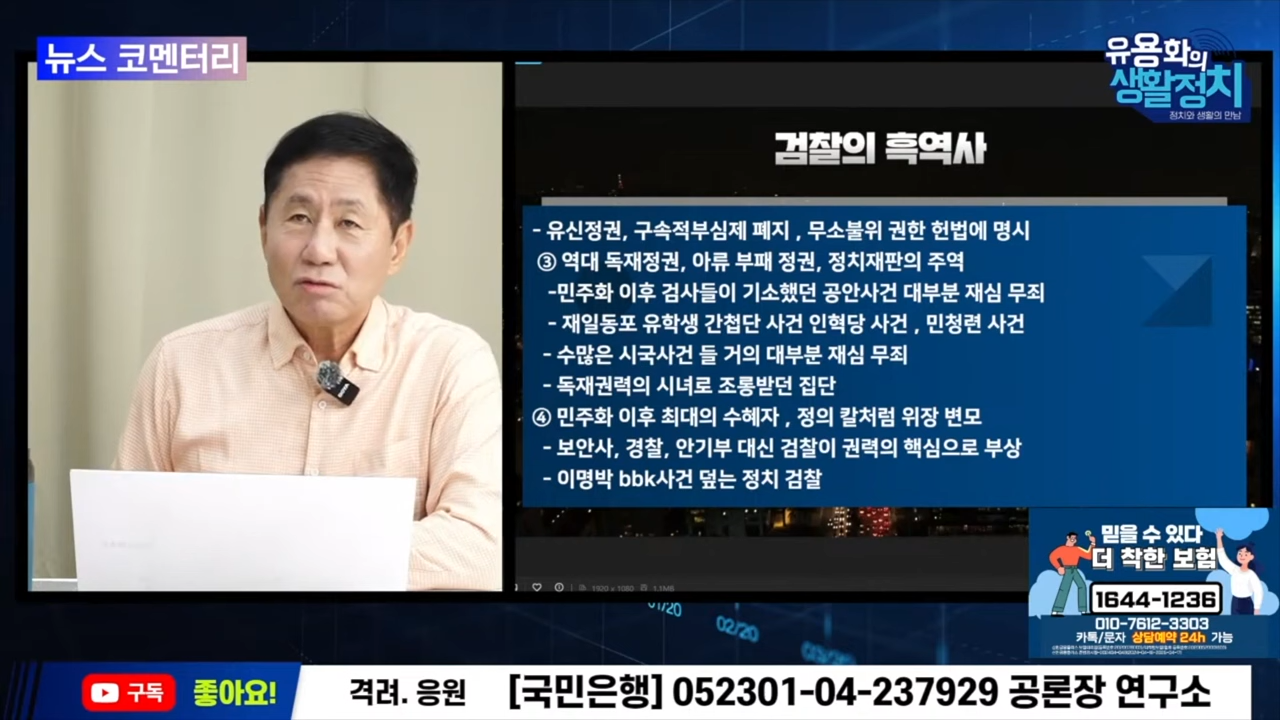 뉴스 코멘터리
유용화의
생활정치
정치와 생활의 만남
검찰의 흑역사
- 유신정권, 구속적부심제 폐지 , 무소불위 권한 헌법에 명시
③ 역대 독재정권, 아류 부패 정권, 정치재판의 주역
-민주화 이후 검사들이 기소했던 공안사건 대부분 재심 무죄
- 재일동포 유학생 간첩단 사건 인혁당 사건 , 민청련 사건
- 수많은 시국사건 들 거의 대부분 재심 무죄
- 독재권력의 시녀로 조롱받던 집단
④ 민주화 이후 최대의 수혜자 , 정의 칼처럼 위장 변모
- 보안사, 경찰, 안기부 대신 검찰이 권력의 핵심으로 부상
- 이명박 bbk사건 덮는 정치 검찰
1920 x 1080 1.1MB
믿을 수 있다
더 착한 보험
1644-1236
010-7612-3303
카톡/문자 상담예약 24h 가능
01/20
02/20
구독 좋아요! 격려. 응원 [국민은행] 052301-04-237929 공론장 연구소